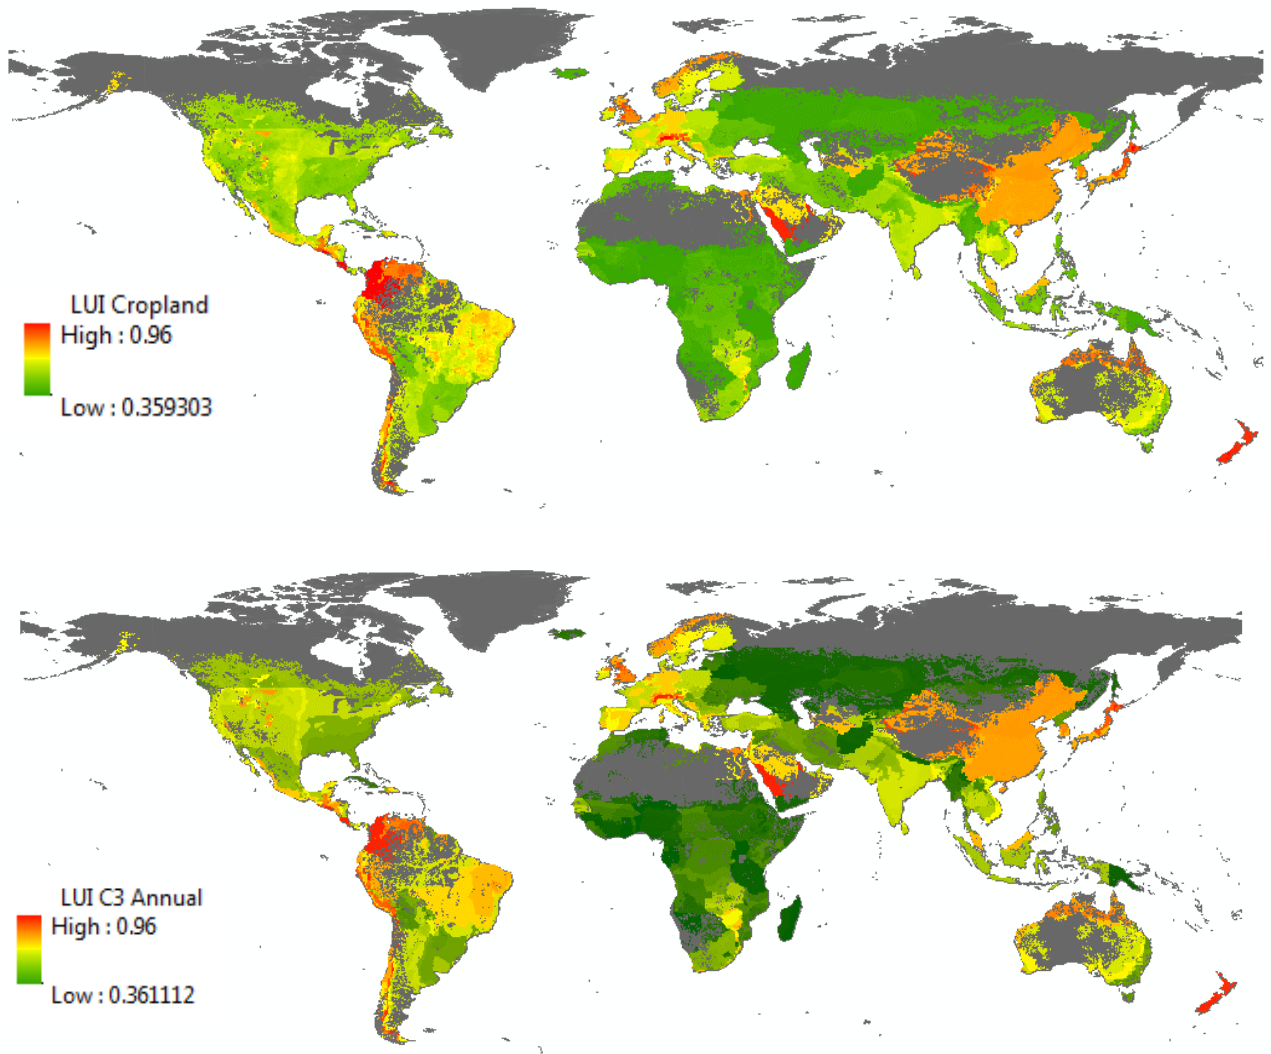 LUI Cropland
High : 0.96
Low : 0.359303
LUI C3 Annual
High : 0.96
Low : 0.361112